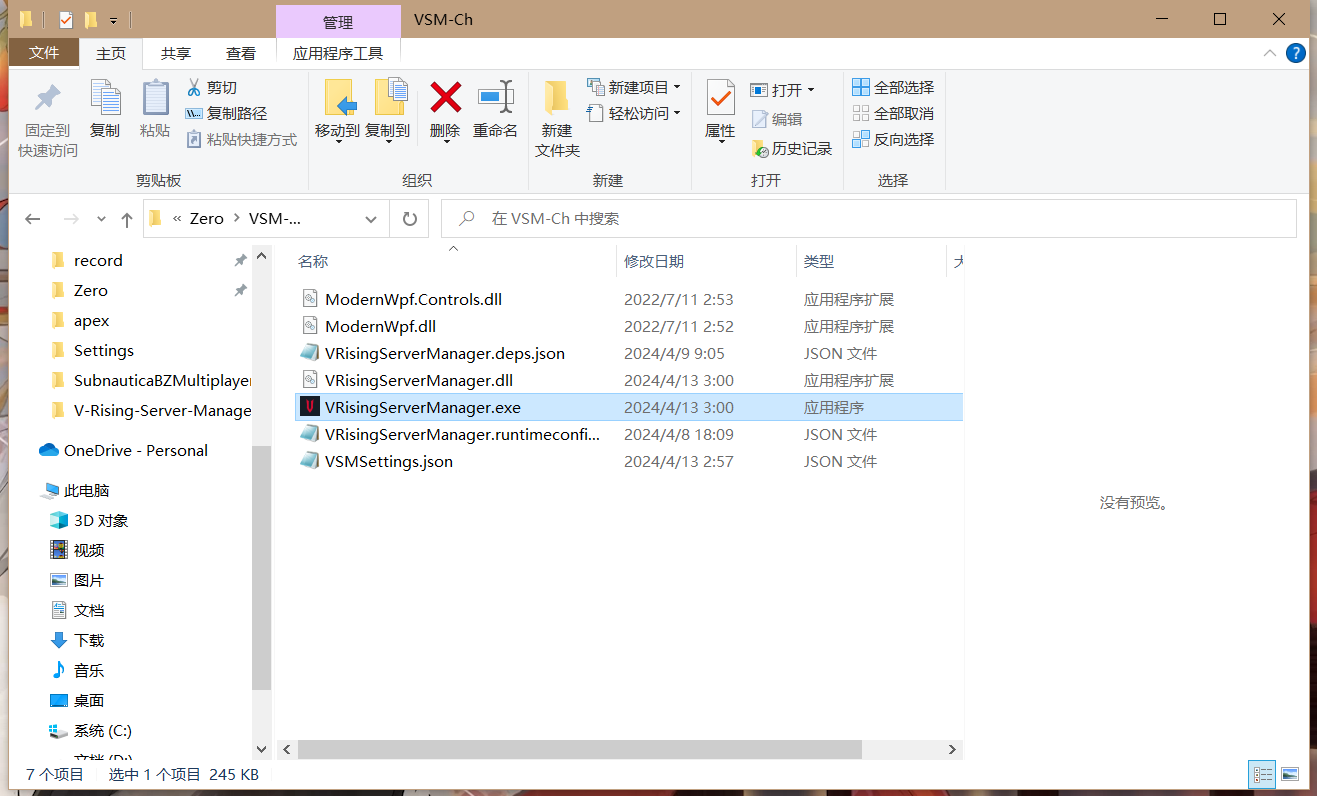 管理
VSM-Ch
文件
主页
共享
查看
应用程序工具
固定到
快速访问
复制
粘贴
剪切
复制路径
粘贴快捷方式
剪贴板
移动到
复制到
删除
重命名
组织
新建
文件夹
新建项目
轻松访问
新建
属性
打开
编辑
历史记录
打开
全部选择
全部取消
反向选择
选择
« Zero > VSM-...
在 VSM-Ch 中搜索
record
Zero
apex
Settings
SubnauticaBZMultiplayer
V-Rising-Server-Manage
OneDrive - Personal
此电脑
3D 对象
视频
图片
文档
下载
音乐
桌面
系统 (C:)
文档 (D:)
名称 修改日期 类型 大
ModernWpf.Controls.dll 2022/7/11 2:53 应用程序扩展
ModernWpf.dll 2022/7/11 2:52 应用程序扩展
VRisingServerManager.deps.json 2024/4/9 9:05 JSON 文件
VRisingServerManager.dll 2024/4/13 3:00 应用程序扩展
VRisingServerManager.exe 2024/4/13 3:00 应用程序
VRisingServerManager.runtimeconfi... 2024/4/8 18:09 JSON 文件
VSMSettings.json 2024/4/13 2:57 JSON 文件
没有预览。
7 个项目 选中 1 个项目 245 KB